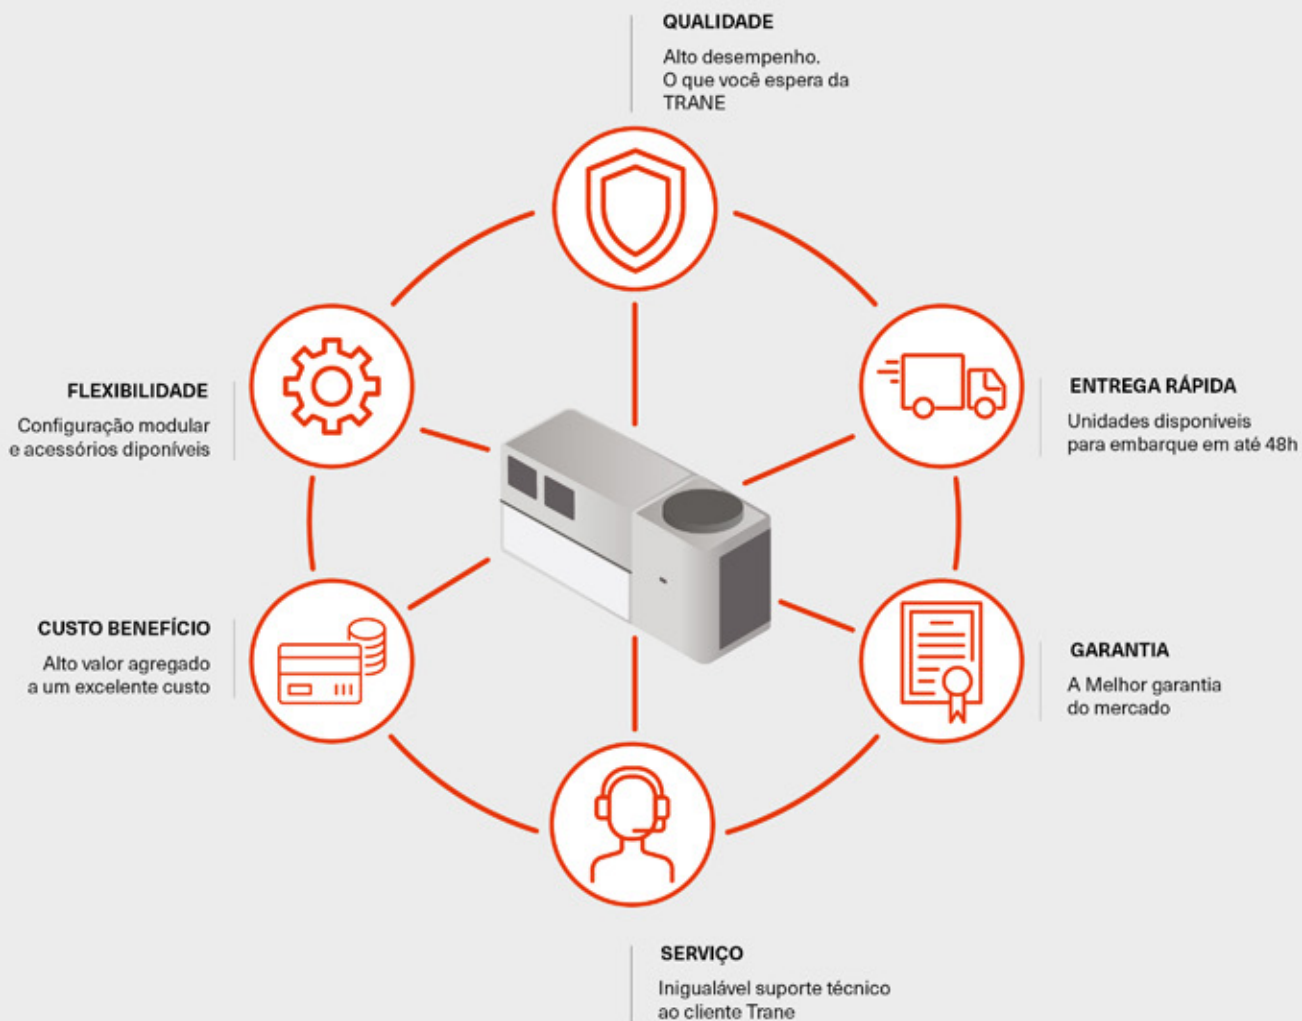 QUALIDADE
Alto desempenho.
O que você espera da
TRANE
FLEXIBILIDADE
Configuração modular
e acessórios diponíveis
ENTREGA RÁPIDA
Unidades disponíveis
para embarque em até 48h
CUSTO BENEFÍCIO
Alto valor agregado
a um excelente custo
GARANTIA
A Melhor garantia
do mercado
SERVIÇO
Inigualável suporte técnico
ao cliente Trane